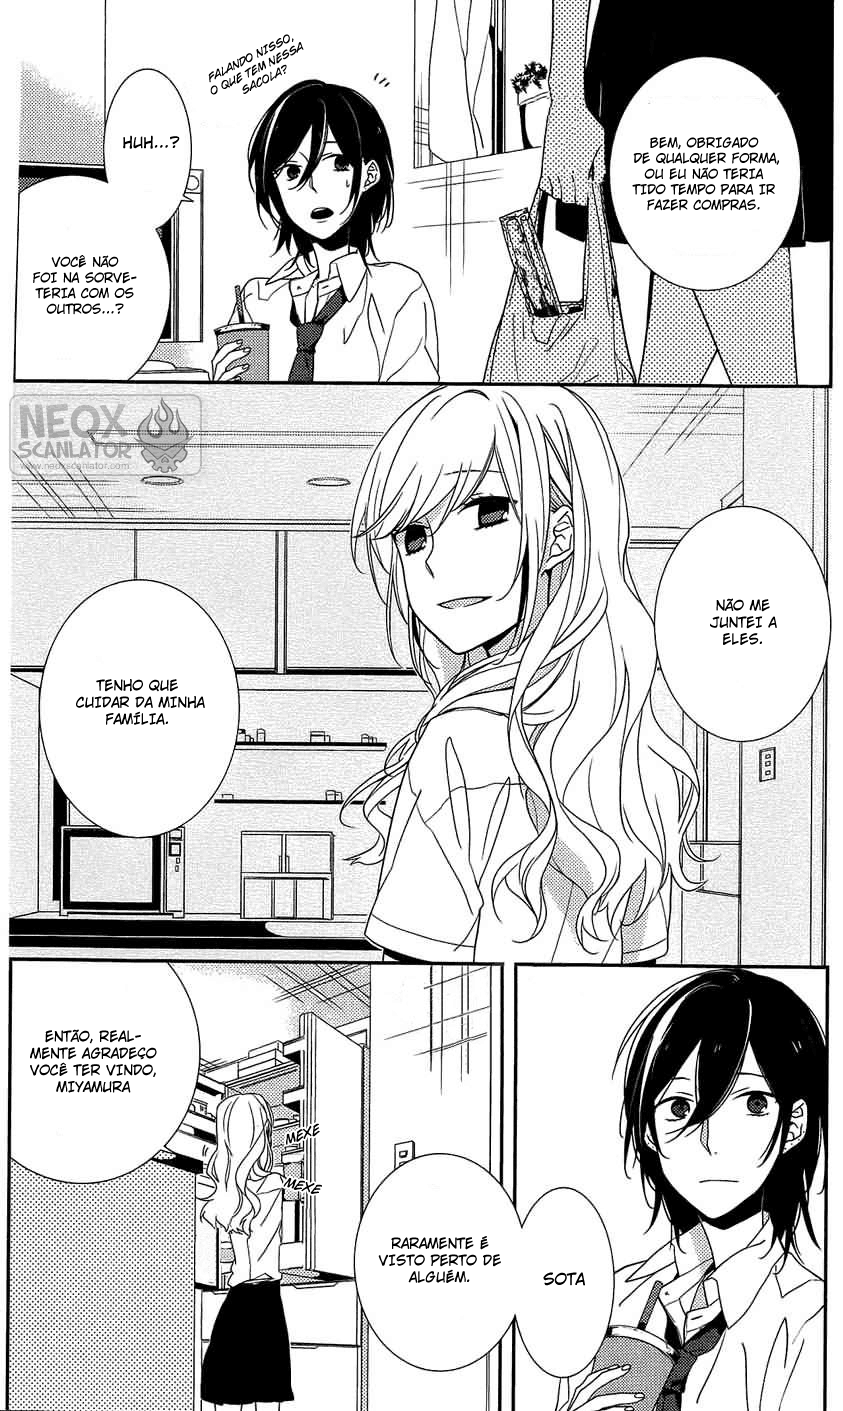 BEM, OBRIGADO
DE QUALQUER FORMA,
OU EU NÃO TERIA
TIDO TEMPO PARA IR
FAZER COMPRAS.
FALANDO NISSO,
O QUE TEM NESSA
SACOLA?
HUH...?
VOCÊ NÃO
FOI NA SORVE-
TERIA COM OS
OUTROS...?
NEOX
SCANLATOR
www.neoxscanlator.com
NÃO ME
JUNTEI A
ELES.
TENHO QUE
CUIDAR DA MINHA
FAMÍLIA.
SOTA
RARAMENTE É
VISTO PERTO DE
ALGUÉM.
MEXE
MEXE
ENTÃO, REAL-
MENTE AGRADEÇO
VOCÊ TER VINDO,
MIYAMURA